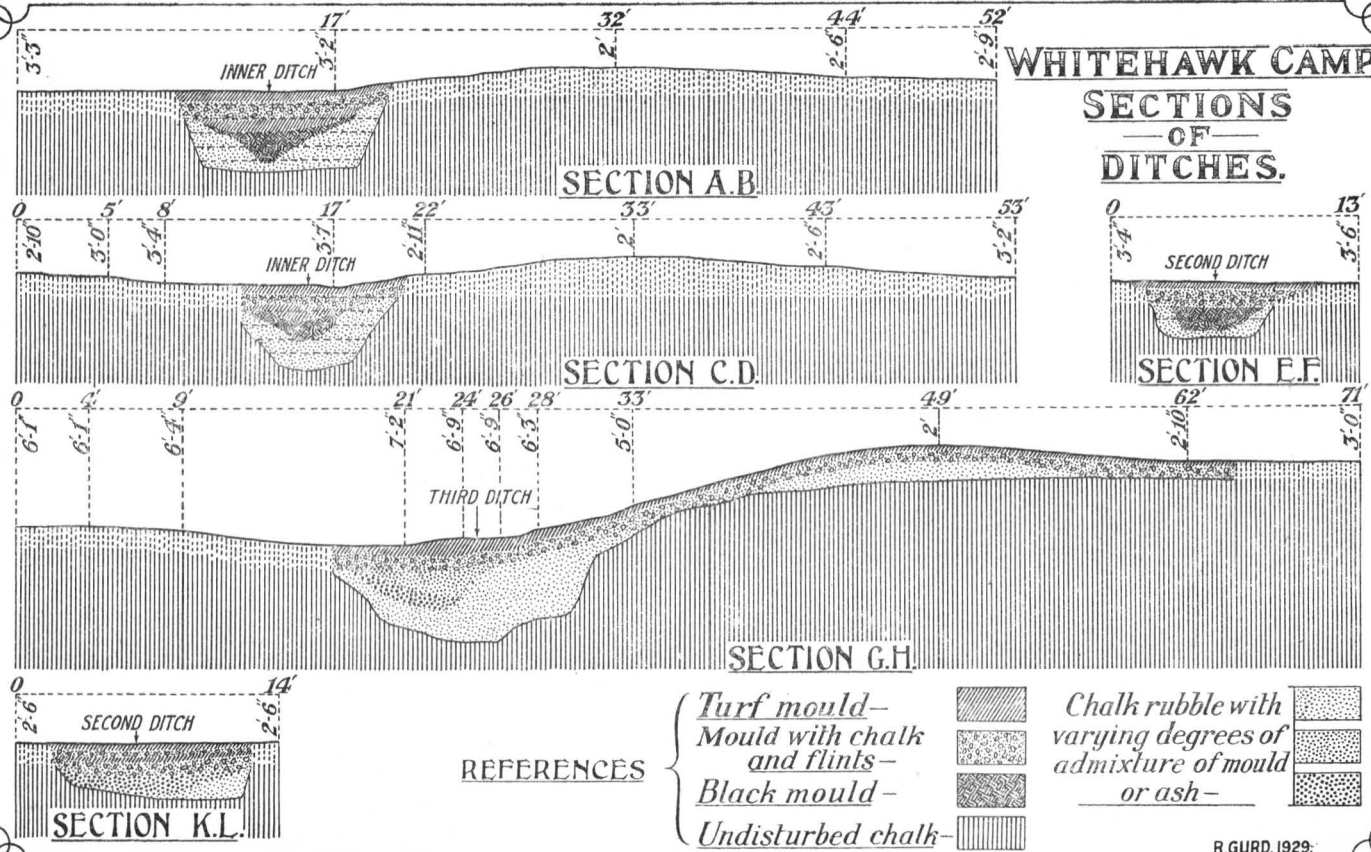 17' 32' 44' 52'
3'·3" 3'·2" 2' 2'·6" 2'·9"
INNER DITCH
SECTION A.B.
WHITEHAWK CAMP
SECTIONS
—OF—
DITCHES.
0 5' 8' 17' 22' 33' 43' 53'
2'·10" 3'·0" 3'·4" 3'·7" 2'·11" 2' 2'·6" 3'·2"
INNER DITCH
SECTION C.D.
0 13'
3'·4" 3'·6"
SECOND DITCH
SECTION E.F.
0 4' 9' 21' 24' 26' 28' 33' 49' 62' 71'
6'·1" 6'·1" 6'·4" 7'·2" 6'·9" 6'·9" 6'·3" 5'·0" 2' 2'·10" 3'·0"
THIRD DITCH
SECTION G.H.
0 14'
2'·6" 2'·6"
SECOND DITCH
SECTION K.L.
REFERENCES
Turf mould—
Mould with chalk
and flints—
Black mould—
Undisturbed chalk—
Chalk rubble with
varying degrees of
admixture of mould
or ash—
R.GURD. 1929.